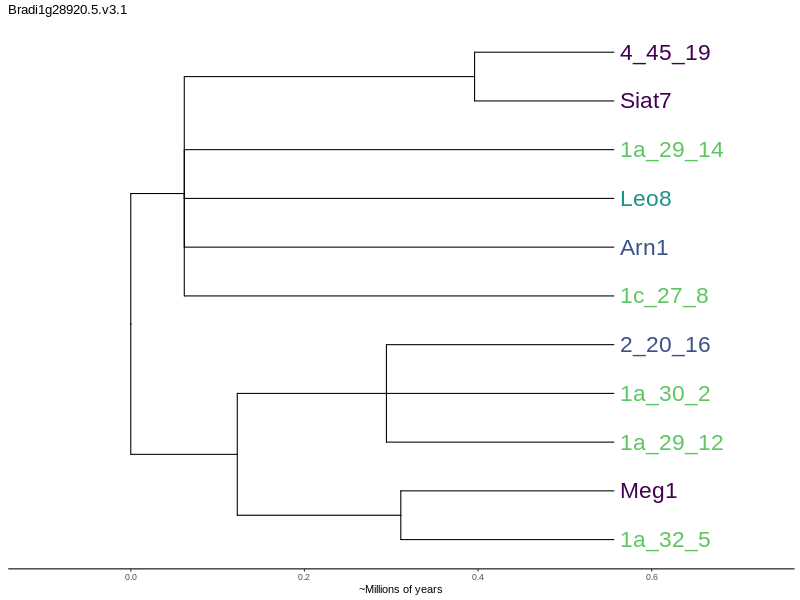 Bradi1g28920.5.v3.1
4_45_19
Siat7
1a_29_14
Leo8
Arn1
1c_27_8
2_20_16
1a_30_2
1a_29_12
Meg1
1a_32_5
0.0 0.2 0.4 0.6
~Millions of years